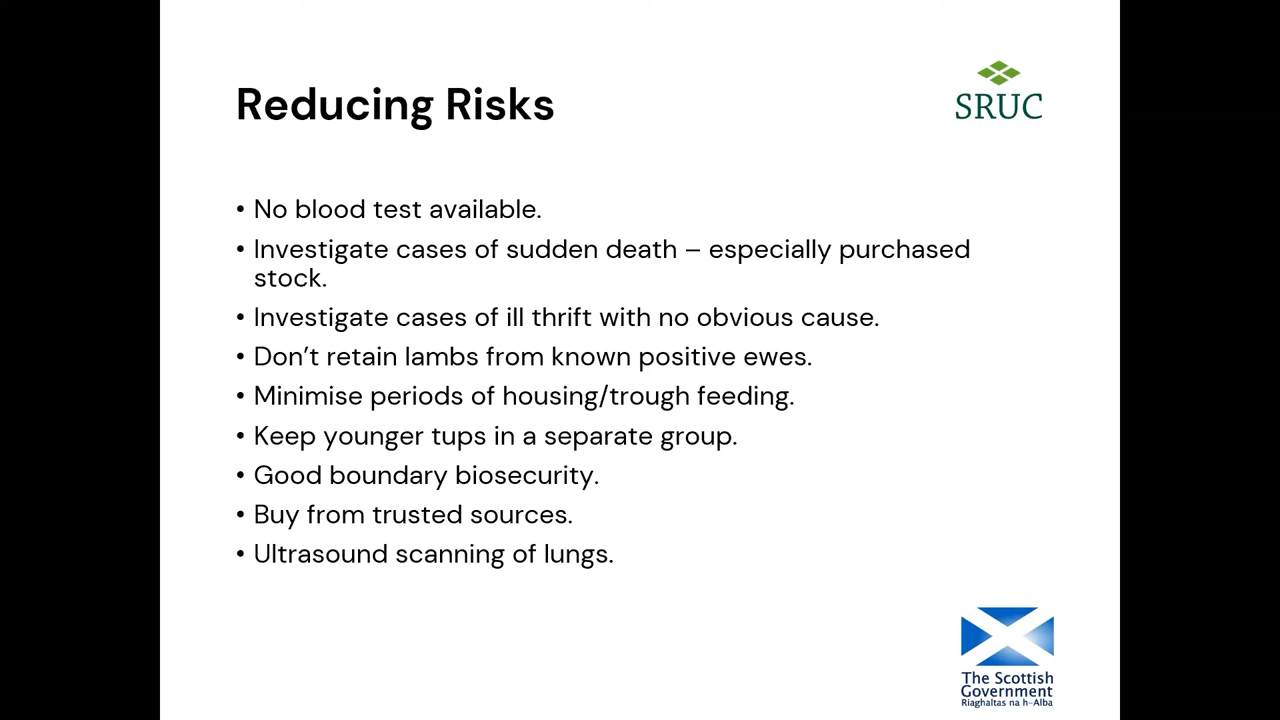 Reducing Risks
SRUC
• No blood test available.
• Investigate cases of sudden death – especially purchased
stock.
• Investigate cases of ill thrift with no obvious cause.
• Don’t retain lambs from known positive ewes.
• Minimise periods of housing/trough feeding.
• Keep younger tups in a separate group.
• Good boundary biosecurity.
• Buy from trusted sources.
• Ultrasound scanning of lungs.
The Scottish
Government
Riaghaltas na h-Alba